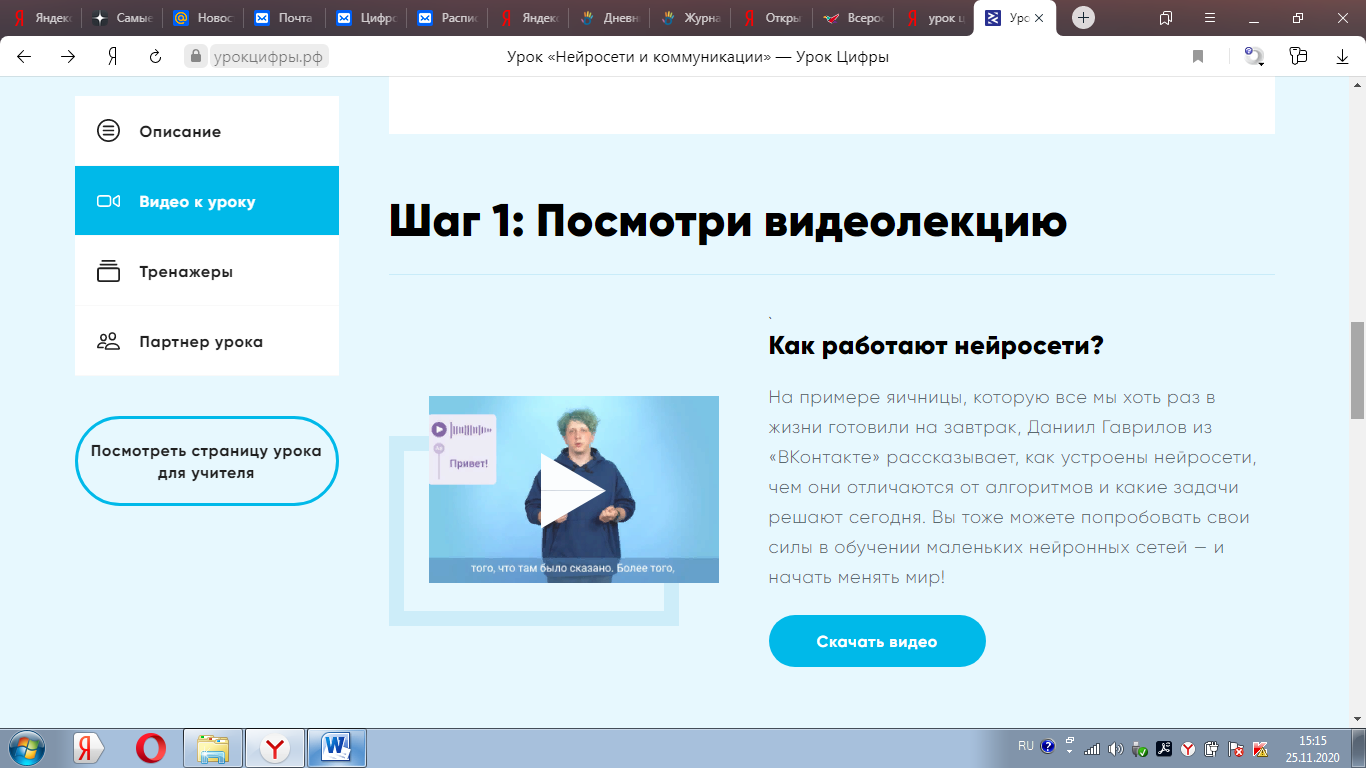 Яндекс
Самые
Новос
Почта
Цифро
Распис
Яндекс
Дневн
Журна
Откры
Всерос
урок ц
Уро
урокцифры.рф
Урок «Нейросети и коммуникации» — Урок Цифры
Описание
Видео к уроку
Тренажеры
Партнер урока
Посмотреть страницу урока
для учителя
Шаг 1: Посмотри видеолекцию
Привет!
того, что там было сказано. Более того,
Как работают нейросети?
На примере яичницы, которую все мы хоть раз в
жизни готовили на завтрак, Даниил Гаврилов из
«ВКонтакте» рассказывает, как устроены нейросети,
чем они отличаются от алгоритмов и какие задачи
решают сегодня. Вы тоже можете попробовать свои
силы в обучении маленьких нейронных сетей — и
начать менять мир!
Скачать видео
RU
15:15
25.11.2020